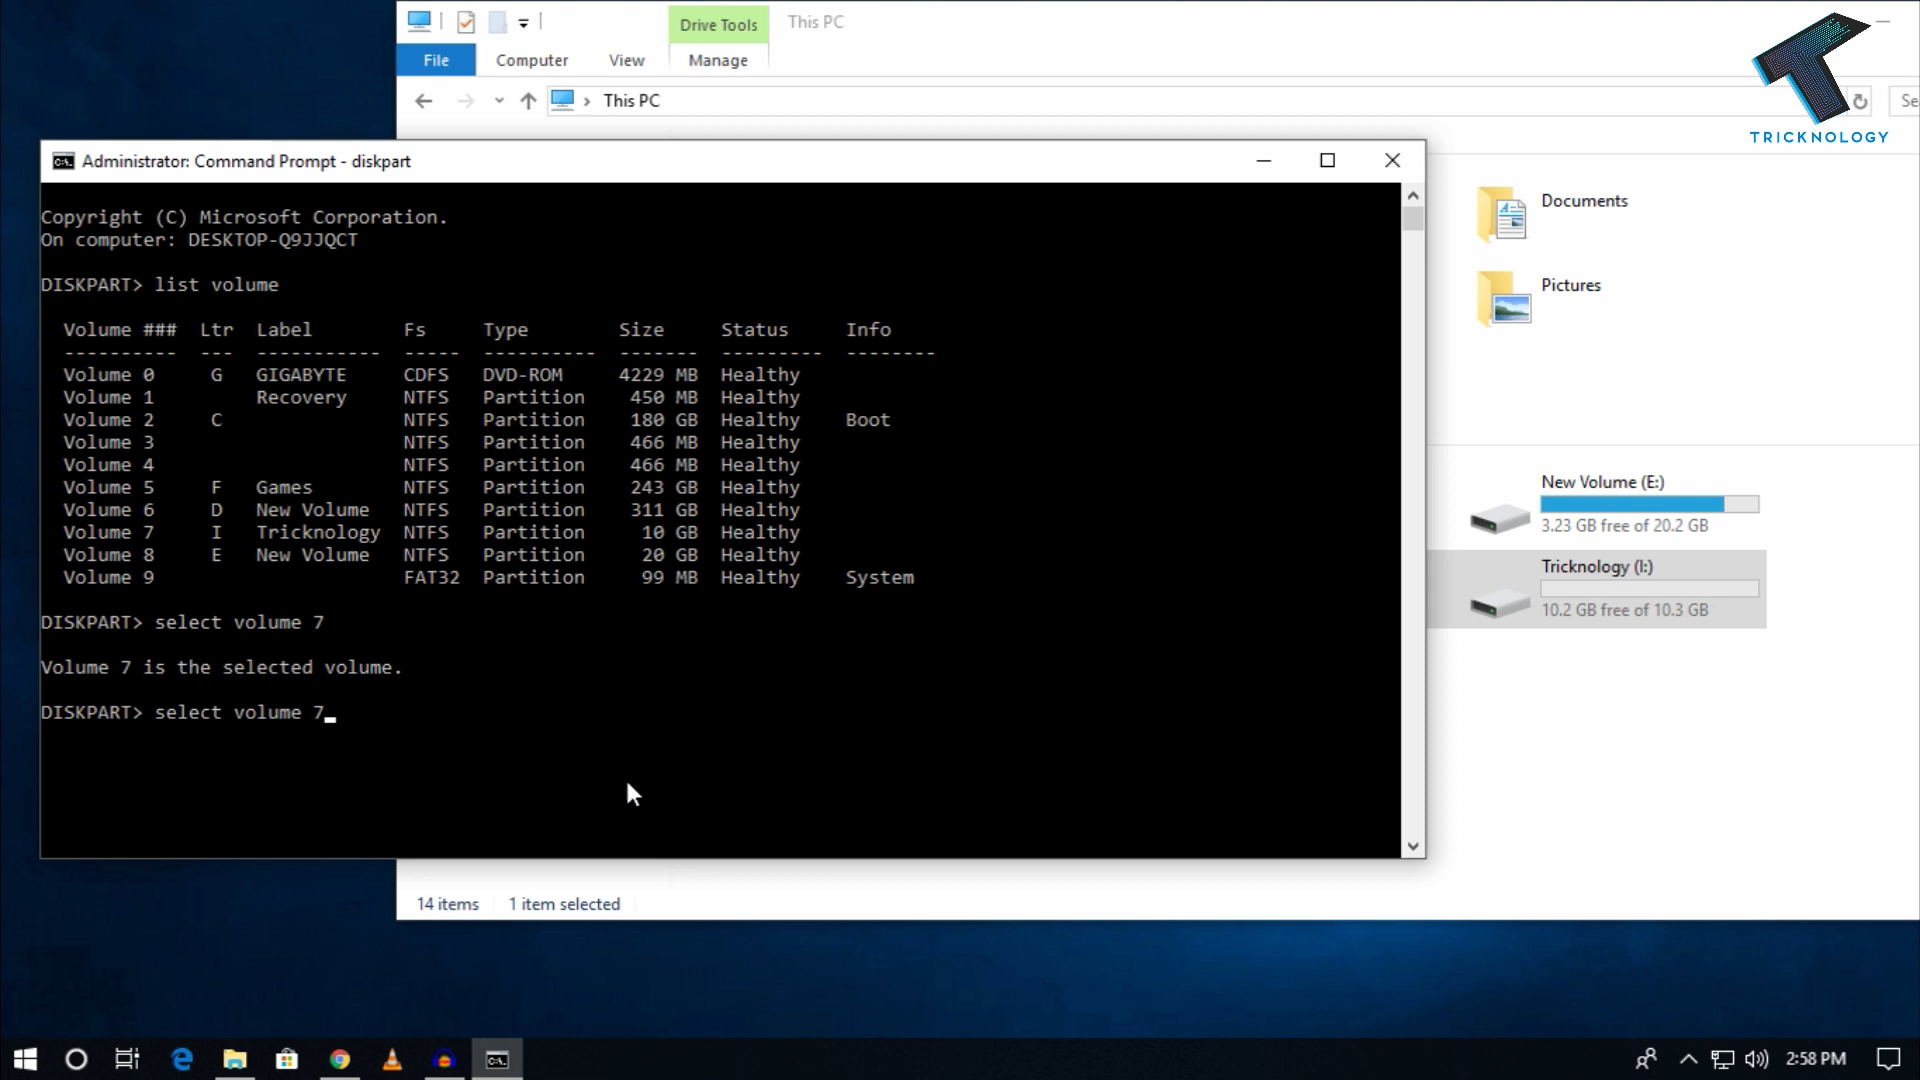 Drive Tools
This PC
File
Computer
View
Manage
This PC
Se
TRICKNOLOGY
Administrator: Command Prompt - diskpart
Copyright (C) Microsoft Corporation.
On computer: DESKTOP-Q9JJQCT
DISKPART> list volume
Volume ### Ltr Label Fs Type Size Status Info
---------- --- ----------- ----- ---------- ------- --------- --------
Volume 0 G GIGABYTE CDFS DVD-ROM 4229 MB Healthy
Volume 1 Recovery NTFS Partition 450 MB Healthy
Volume 2 C NTFS Partition 180 GB Healthy Boot
Volume 3 NTFS Partition 466 MB Healthy
Volume 4 NTFS Partition 466 MB Healthy
Volume 5 F Games NTFS Partition 243 GB Healthy
Volume 6 D New Volume NTFS Partition 311 GB Healthy
Volume 7 I Tricknology NTFS Partition 10 GB Healthy
Volume 8 E New Volume NTFS Partition 20 GB Healthy
Volume 9 FAT32 Partition 99 MB Healthy System
DISKPART> select volume 7
Volume 7 is the selected volume.
DISKPART> select volume 7
Documents
Pictures
New Volume (E:)
3.23 GB free of 20.2 GB
Tricknology (I:)
10.2 GB free of 10.3 GB
14 items
1 item selected
2:58 PM